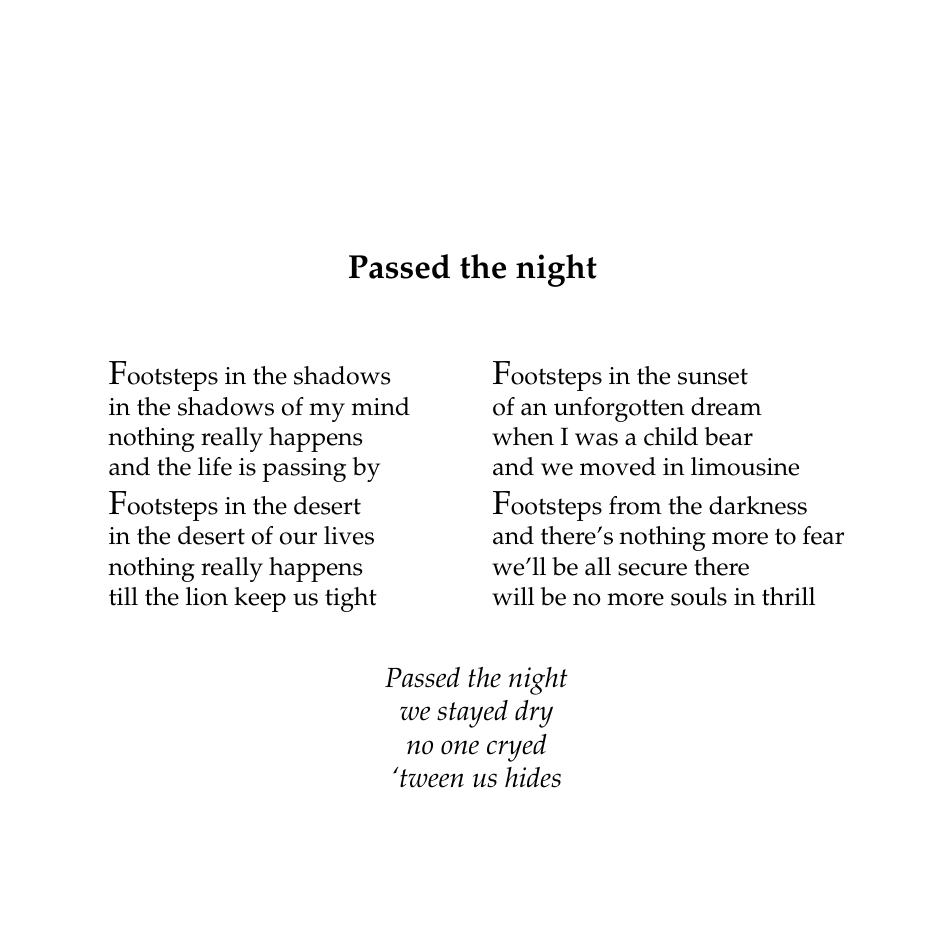 Passed the night
Footsteps in the shadows
in the shadows of my mind
nothing really happens
and the life is passing by
Footsteps in the desert
in the desert of our lives
nothing really happens
till the lion keep us tight
Footsteps in the sunset
of an unforgotten dream
when I was a child bear
and we moved in limousine
Footsteps from the darkness
and there’s nothing more to fear
we’ll be all secure there
will be no more souls in thrill
Passed the night
we stayed dry
no one cryed
‘tween us hides